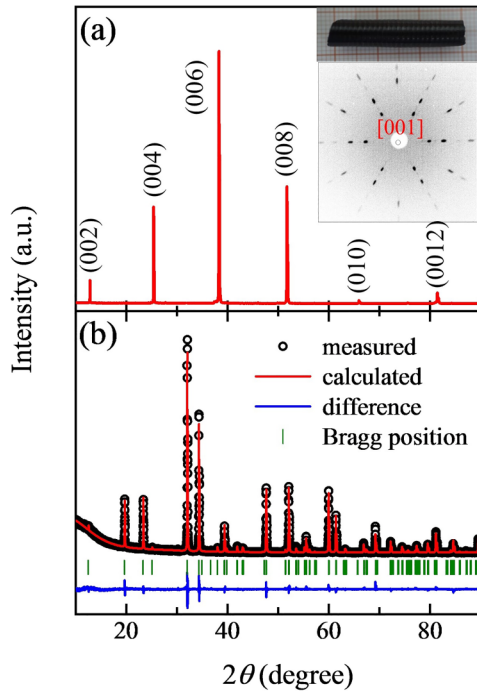 (a)
[001]
(002)
(004)
(006)
(008)
(010)
(0012)
Intensity (a.u.)
(b)
measured
calculated
difference
Bragg position
20 40 60 80
2θ (degree)